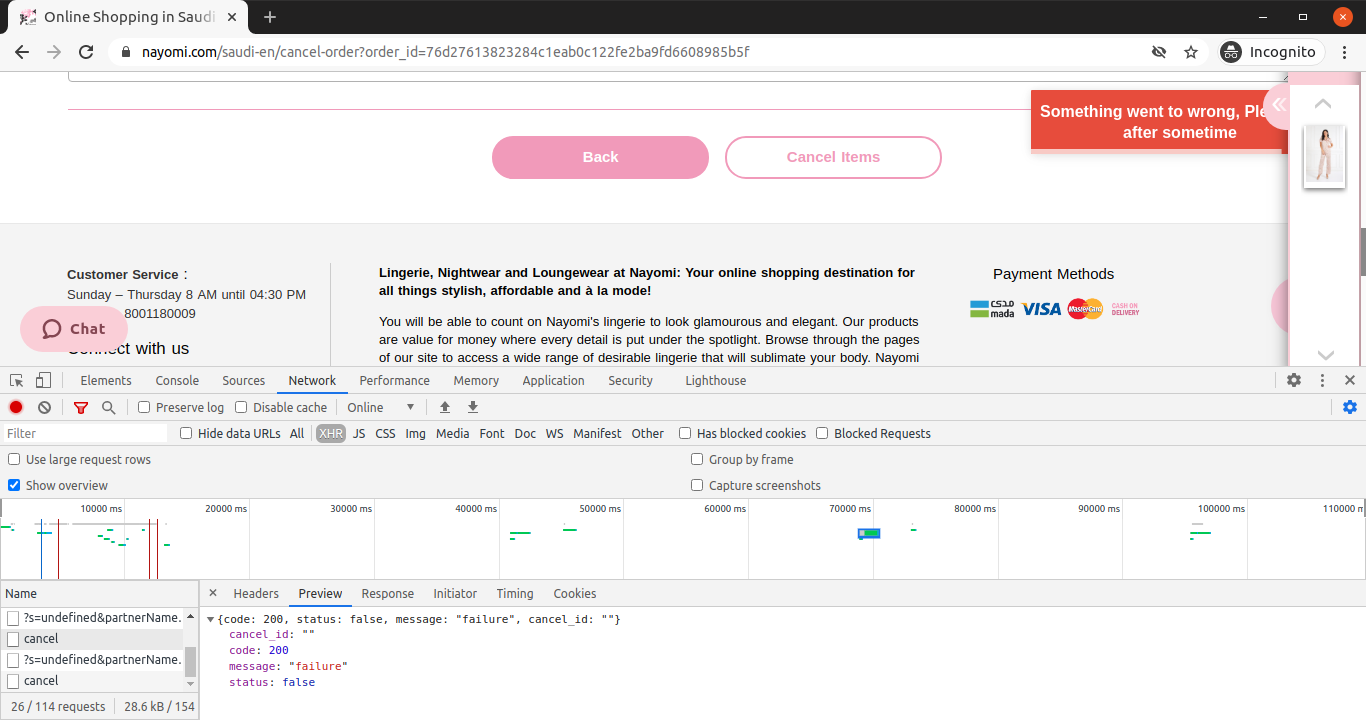 Online Shopping in Saudi
nayomi.com/saudi-en/cancel-order?order_id=76d27613823284c1eab0c122fe2ba9fd6608985b5f
Incognito
Something went to wrong, Ple
after sometime
Back
Cancel Items
Customer Service :
Sunday – Thursday 8 AM until 04:30 PM
8001180009
Chat
Connect with us
Lingerie, Nightwear and Loungewear at Nayomi: Your online shopping destination for
all things stylish, affordable and à la mode!
You will be able to count on Nayomi's lingerie to look glamourous and elegant. Our products
are value for money where every detail is put under the spotlight. Browse through the pages
of our site to access a wide range of desirable lingerie that will sublimate your body. Nayomi
Payment Methods
mada VISA MasterCard CASH ON
DELIVERY
Elements Console Sources Network Performance Memory Application Security Lighthouse
Preserve log Disable cache Online
Filter Hide data URLs All XHR JS CSS Img Media Font Doc WS Manifest Other Has blocked cookies Blocked Requests
Use large request rows Group by frame
Show overview Capture screenshots
10000 ms 20000 ms 30000 ms 40000 ms 50000 ms 60000 ms 70000 ms 80000 ms 90000 ms 100000 ms 110000 m
Name
?s=undefined&partnerName.
cancel
?s=undefined&partnerName.
cancel
26 / 114 requests 28.6 kB / 154
Headers Preview Response Initiator Timing Cookies
{code: 200, status: false, message: "failure", cancel_id: ""}
cancel_id: ""
code: 200
message: "failure"
status: false